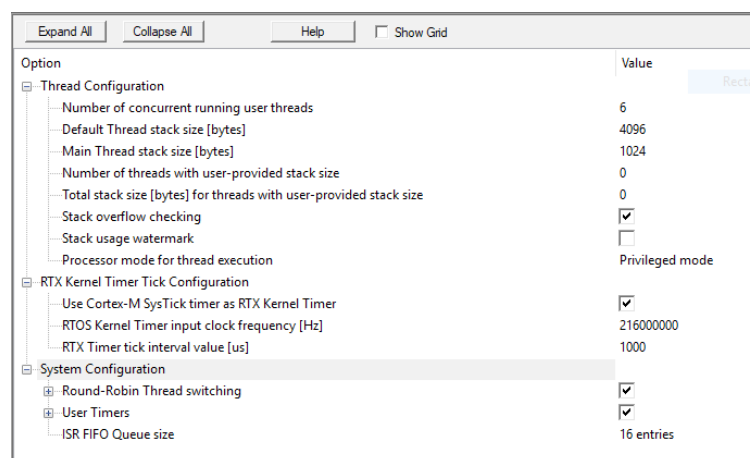 Expand All Collapse All Help Show Grid
Option Value
Thread Configuration
Number of concurrent running user threads 6
Default Thread stack size [bytes] 4096
Main Thread stack size [bytes] 1024
Number of threads with user-provided stack size 0
Total stack size [bytes] for threads with user-provided stack size 0
Stack overflow checking
Stack usage watermark
Processor mode for thread execution Privileged mode
RTX Kernel Timer Tick Configuration
Use Cortex-M SysTick timer as RTX Kernel Timer
RTOS Kernel Timer input clock frequency [Hz] 216000000
RTX Timer tick interval value [us] 1000
System Configuration
Round-Robin Thread switching
User Timers
ISR FIFO Queue size 16 entries